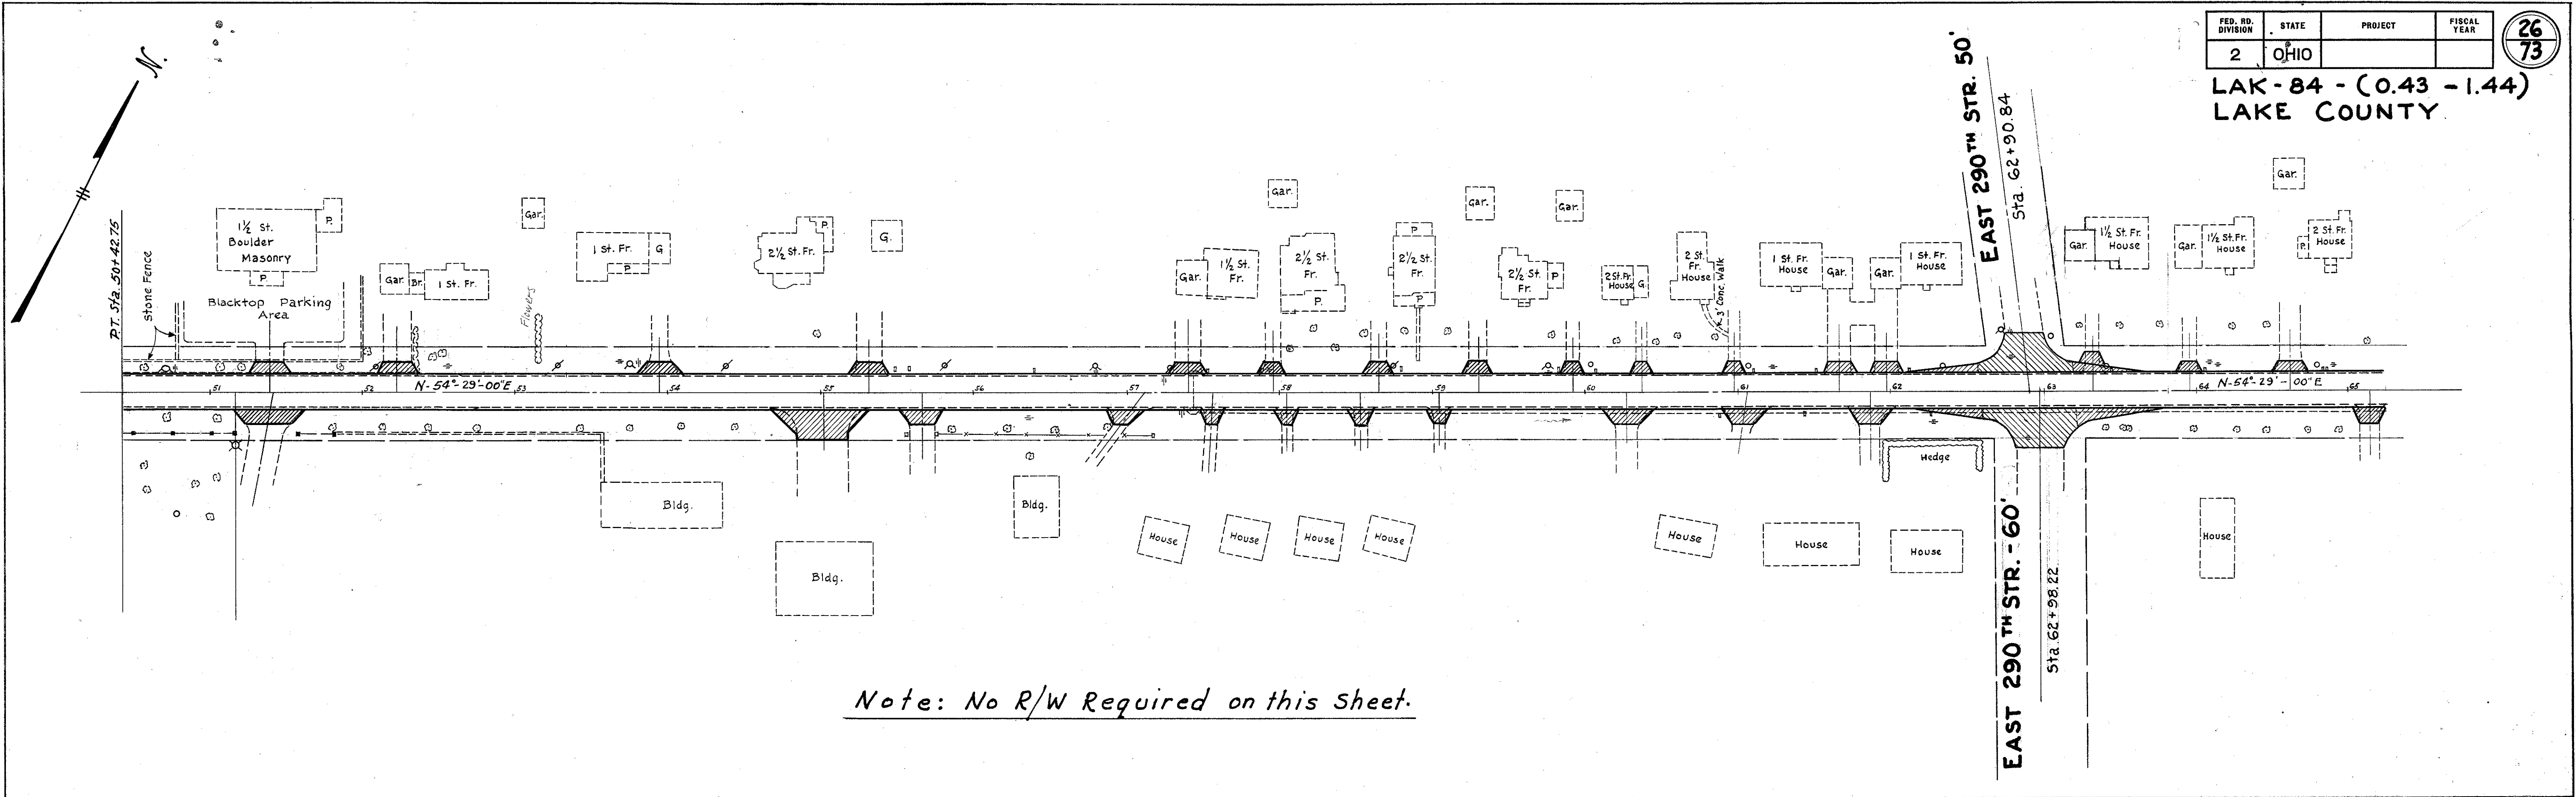 FED. RD. DIVISION
STATE
PROJECT
FISCAL YEAR
2
OHIO
26
73
LAK - 84 - (0.43 - 1.44)
LAKE COUNTY
N.
EAST 290TH STR. 50'
Sta. 62+90.84
P.T. Sta. 50+42.75
Stone Fence
1½ St.
Boulder
Masonry
P.
P
Blacktop Parking
Area
Gar.
Br.
1 St. Fr.
Gar.
Flowers
1 St. Fr.
G
P
2½ St. Fr.
P
G.
Gar.
1½ St.
Fr.
Gar.
2½ St.
Fr.
P.
P
2½ St.
Fr.
P
Gar.
2½ St.
Fr.
P
Gar.
2 St. Fr.
House
G
2 St.
Fr.
House
3' Conc. Walk
1 St. Fr.
House
Gar.
Gar.
1 St. Fr.
House
Gar.
1½ St. Fr.
House
Gar.
1½ St. Fr.
House
Gar.
P.
2 St. Fr.
House
51
52
N-54°-29'-00"E
53
54
55
56
57
58
59
60
61
62
63
64
N-54°-29'-00"E
65
Hedge
Bldg.
Bldg.
Bldg.
House
House
House
House
House
House
House
House
EAST 290TH STR. - 60'
Sta. 62+98.22
Note: No R/W Required on this Sheet.